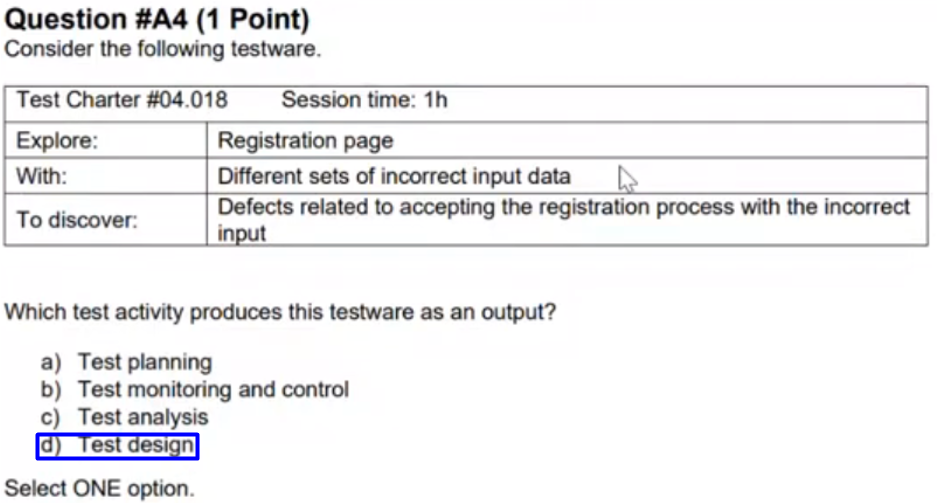 Question #A4 (1 Point)
Consider the following testware.
Test Charter #04.018 Session time: 1h
Explore: Registration page
With: Different sets of incorrect input data
To discover: Defects related to accepting the registration process with the incorrect
input
Which test activity produces this testware as an output?
a) Test planning
b) Test monitoring and control
c) Test analysis
d) Test design
Select ONE option.